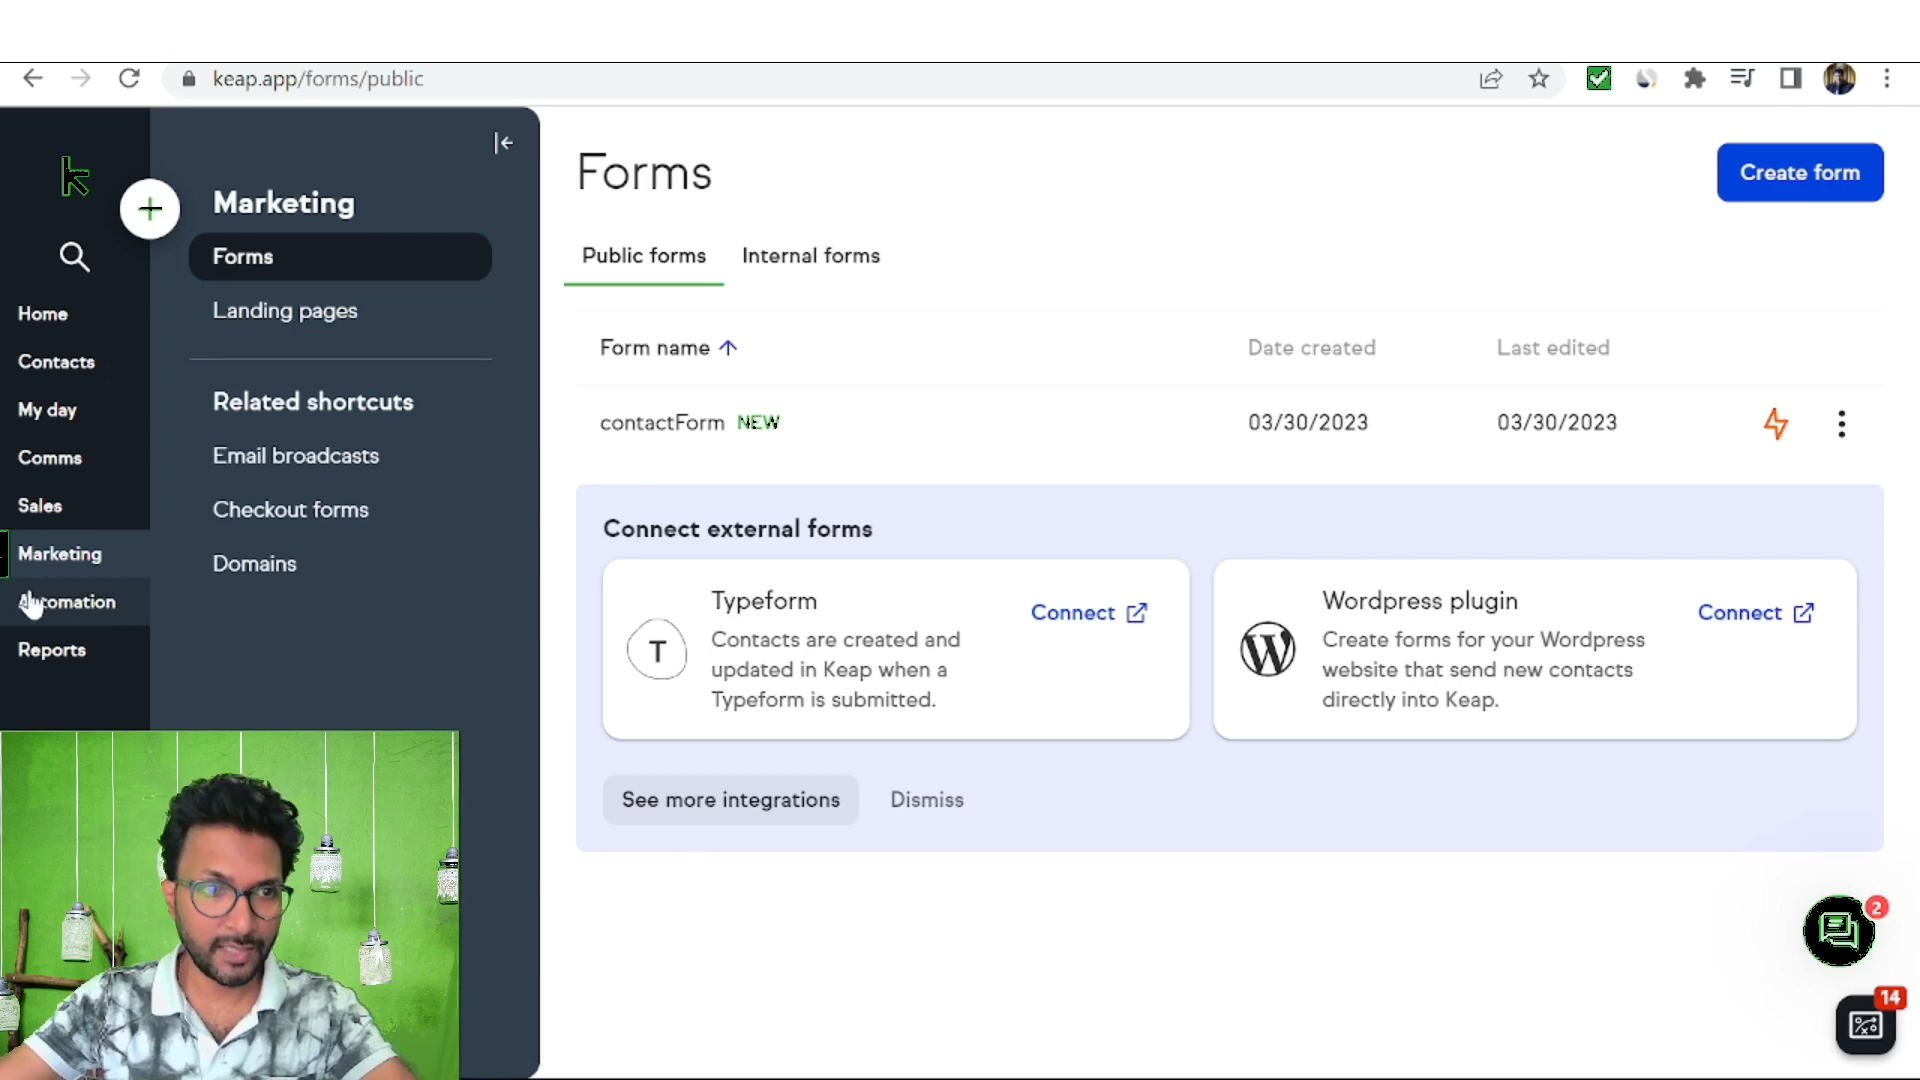 keap.app/forms/public
Home
Contacts
My day
Comms
Sales
Marketing
Automation
Reports
Marketing
Forms
Landing pages
Related shortcuts
Email broadcasts
Checkout forms
Domains
Forms
Create form
Public forms
Internal forms
Form name
Date created
Last edited
contactForm NEW
03/30/2023
03/30/2023
Connect external forms
T
Typeform
Connect
Contacts are created and
updated in Keap when a
Typeform is submitted.
Wordpress plugin
Connect
Create forms for your Wordpress
website that send new contacts
directly into Keap.
See more integrations
Dismiss
2
14